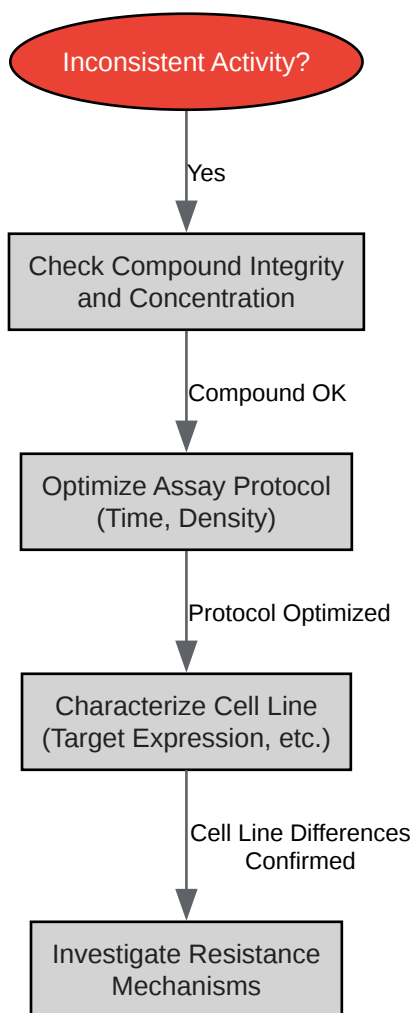 Inconsistent Activity?
Yes
Check Compound Integrity
and Concentration
Compound OK
Optimize Assay Protocol
(Time, Density)
Protocol Optimized
Characterize Cell Line
(Target Expression, etc.)
Cell Line Differences
Confirmed
Investigate Resistance
Mechanisms